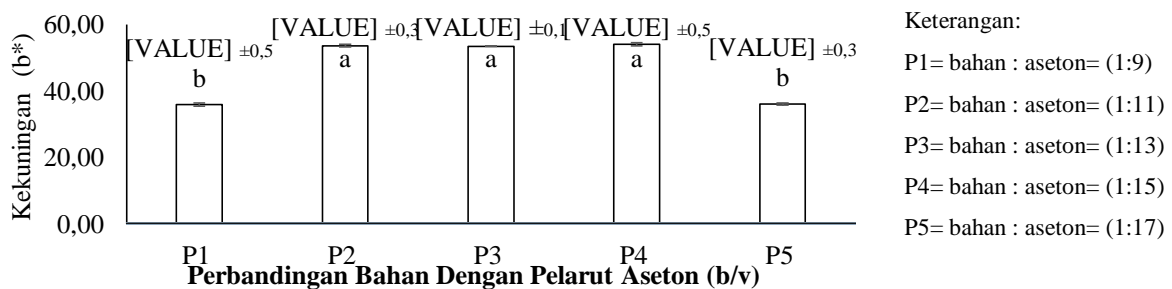 60,00
40,00
20,00
0,00
Kekuningan (b*)
[VALUE] ±0,5
b
[VALUE] ±0,3
a
[VALUE] ±0,1
a
[VALUE] ±0,5
a
[VALUE] ±0,3
b
P1 P2 P3 P4 P5
Perbandingan Bahan Dengan Pelarut Aseton (b/v)
Keterangan:
P1= bahan : aseton= (1:9)
P2= bahan : aseton= (1:11)
P3= bahan : aseton= (1:13)
P4= bahan : aseton= (1:15)
P5= bahan : aseton= (1:17)